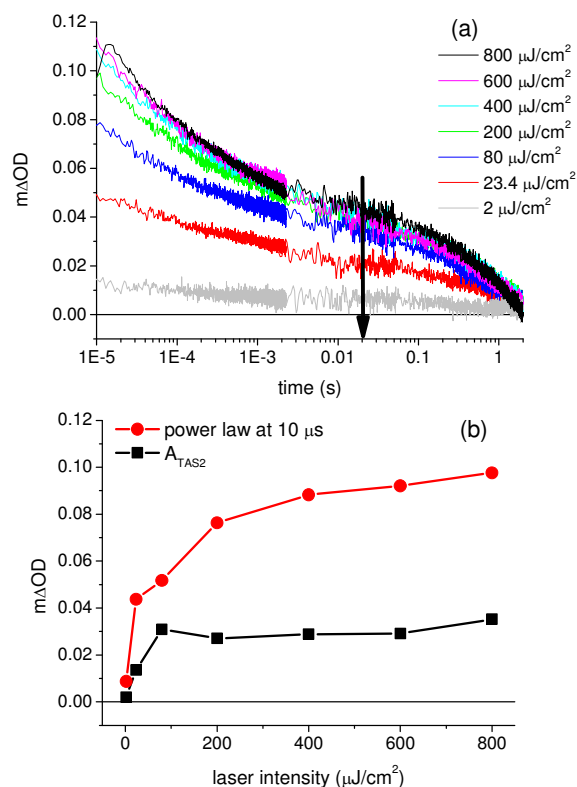 (a)
0.12
0.10
0.08
0.06
0.04
0.02
0.00
mΔOD
800 μJ/cm²
600 μJ/cm²
400 μJ/cm²
200 μJ/cm²
80 μJ/cm²
23.4 μJ/cm²
2 μJ/cm²
1E-5 1E-4 1E-3 0.01 0.1 1
time (s)
(b)
power law at 10 μs
A_TAS2
0.12
0.10
0.08
0.06
0.04
0.02
0.00
mΔOD
0 200 400 600 800
laser intensity (μJ/cm²)